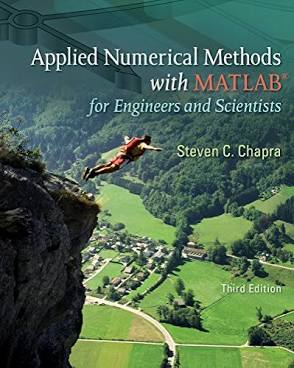 Applied Numerical Methods
with MATLAB®
for Engineers and Scientists
Steven C. Chapra
Third Edition